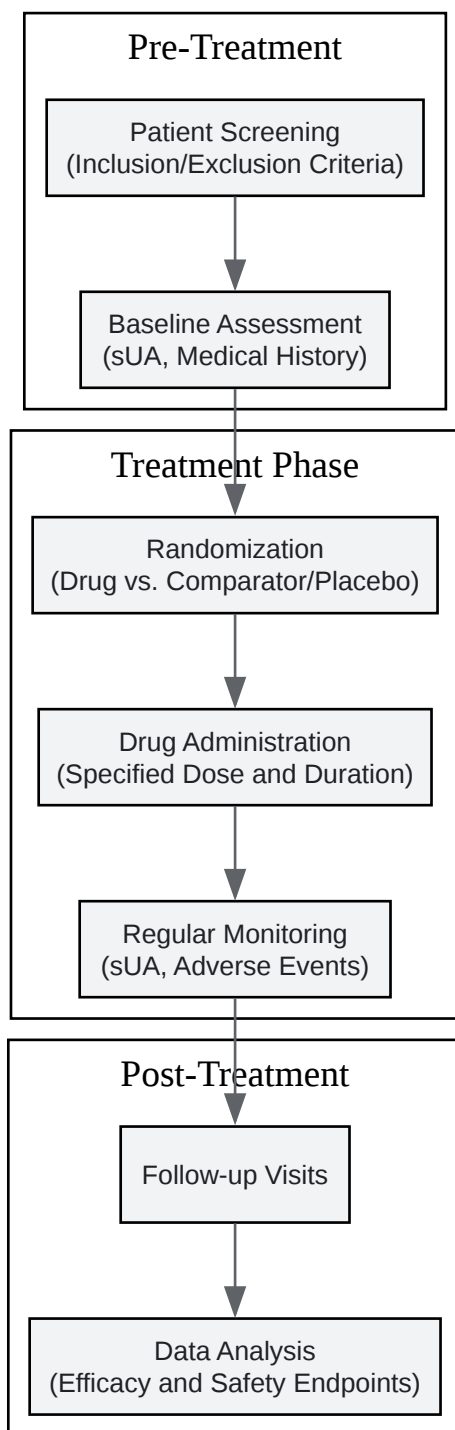 Pre-Treatment
Patient Screening
(Inclusion/Exclusion Criteria)
Baseline Assessment
(sUA, Medical History)
Treatment Phase
Randomization
(Drug vs. Comparator/Placebo)
Drug Administration
(Specified Dose and Duration)
Regular Monitoring
(sUA, Adverse Events)
Post-Treatment
Follow-up Visits
Data Analysis
(Efficacy and Safety Endpoints)